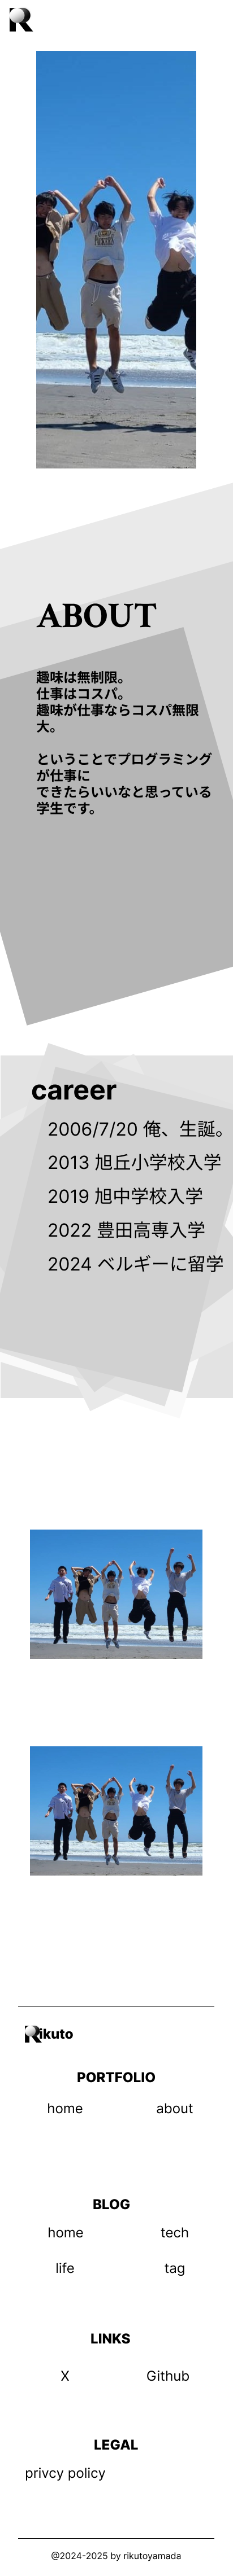 R
ABOUT
趣味は無制限。
仕事はコスパ。
趣味が仕事ならコスパ無限
大。
ということでプログラミング
が仕事に
できたらいいなと思っている
学生です。
career
2006/7/20 俺、生誕。
2013 旭丘小学校入学
2019 旭中学校入学
2022 豊田高専入学
2024 ベルギーに留学
Rikuto
PORTFOLIO
home about
BLOG
home tech
life tag
LINKS
X Github
LEGAL
privcy policy
@2024-2025 by rikutoyamada